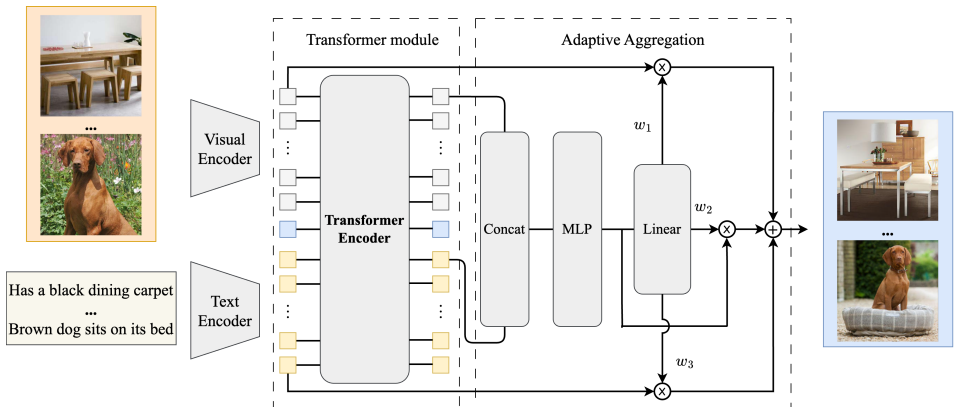 Transformer module
Adaptive Aggregation
...
Visual
Encoder
Transformer
Encoder
Concat
MLP
Linear
w1
w2
w3
x
x
x
+
...
Has a black dining carpet
...
Brown dog sits on its bed
Text
Encoder